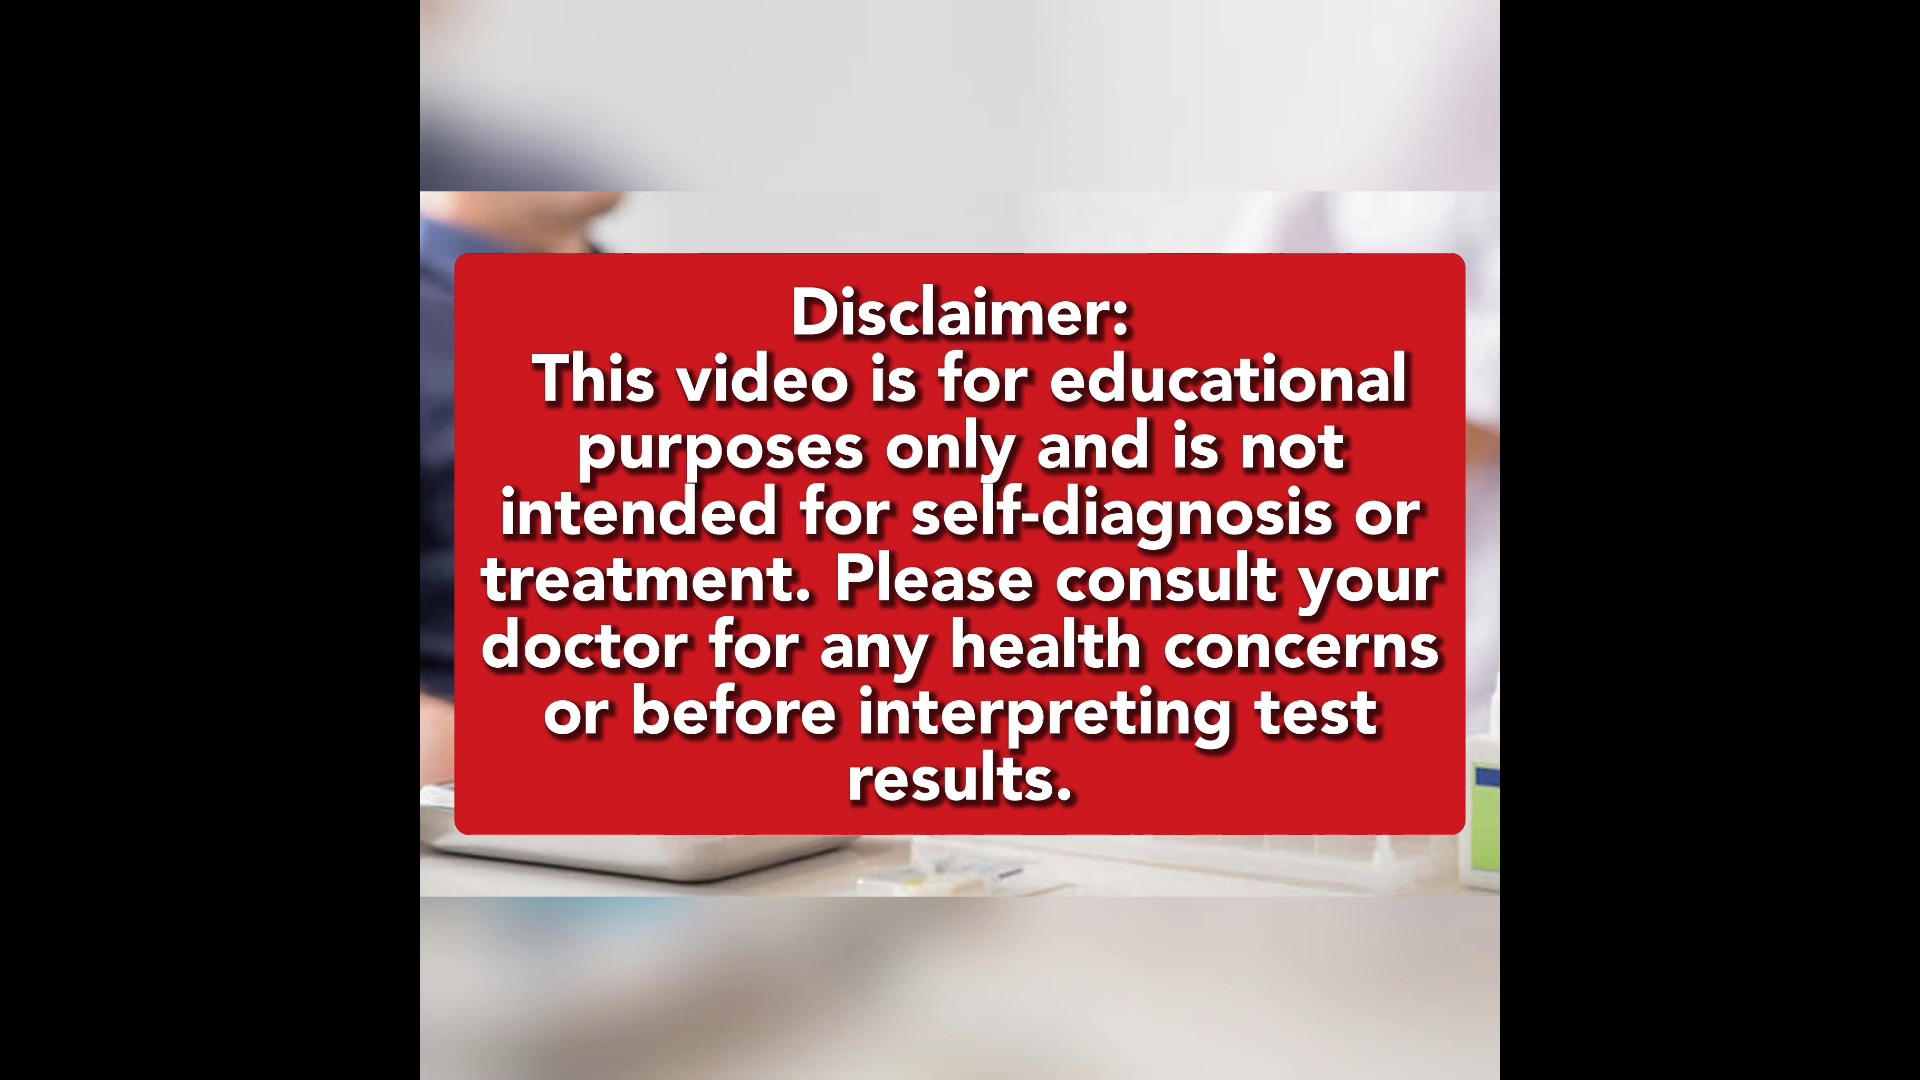 Disclaimer:
This video is for educational
purposes only and is not
intended for self-diagnosis or
treatment. Please consult your
doctor for any health concerns
or before interpreting test
results.